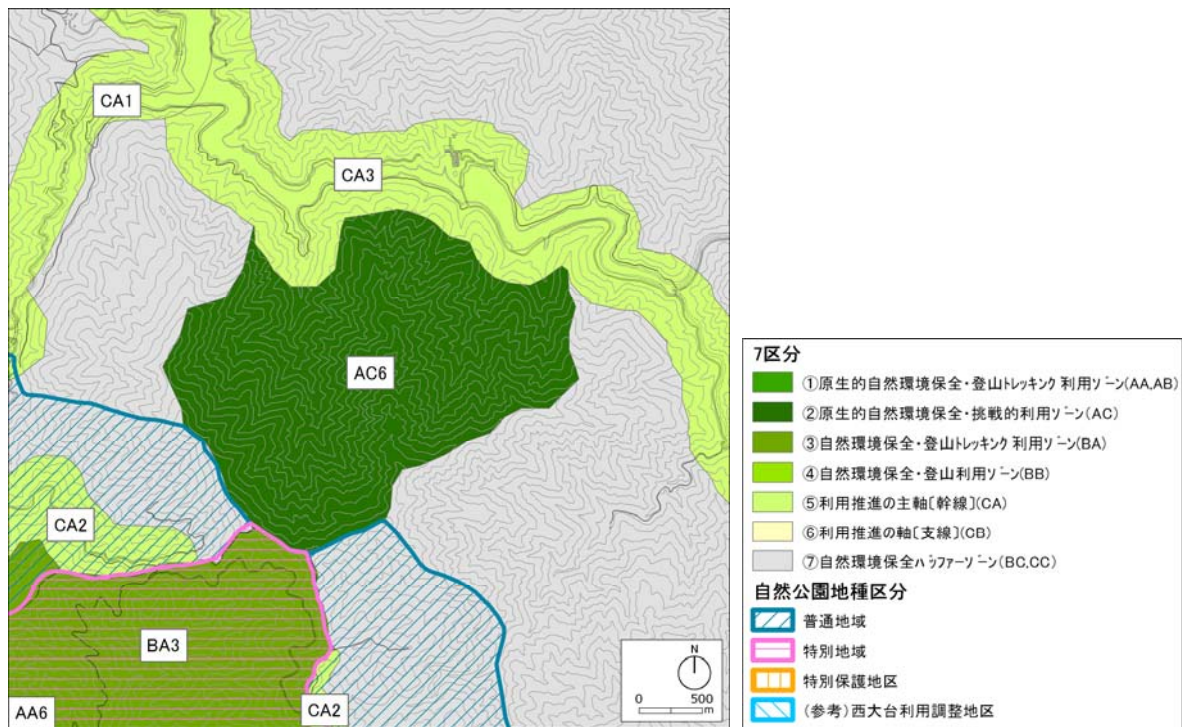 CA1
CA3
AC6
CA2
BA3
CA2
AA6
N
0 500
m
7区分
①原生的自然環境保全・登山トレッキング 利用ゾーン(AA,AB)
②原生的自然環境保全・挑戦的利用ゾーン(AC)
③自然環境保全・登山トレッキング 利用ゾーン(BA)
④自然環境保全・登山利用ゾーン(BB)
⑤利用推進の主軸[幹線](CA)
⑥利用推進の軸[支線](CB)
⑦自然環境保全バッファーゾーン(BC,CC)
自然公園地種区分
普通地域
特別地域
特別保護地区
(参考)西大台利用調整地区